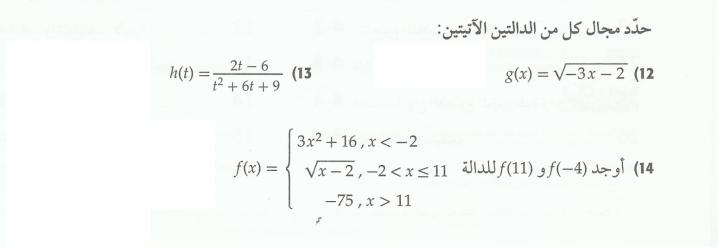 حدّد مجال كل من الدالتين الآتيتين:
12) g(x) = √(−3x − 2)
13) h(t) = (2t − 6)/(t² + 6t + 9)
14) أوجد f(−4) و f(11) للدالة
f(x) = { 3x² + 16 , x < −2
√(x − 2) , −2 < x ≤ 11
−75 , x > 11